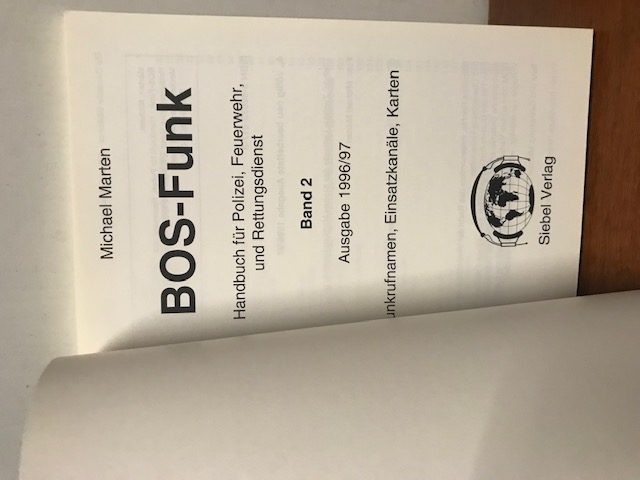 Michael Marten
BOS-Funk
Handbuch für Polizei, Feuerwehr,
und Rettungsdienst
Band 2
Ausgabe 1996/97
unkrufnamen, Einsatzkanäle, Karten
Siebel Verlag